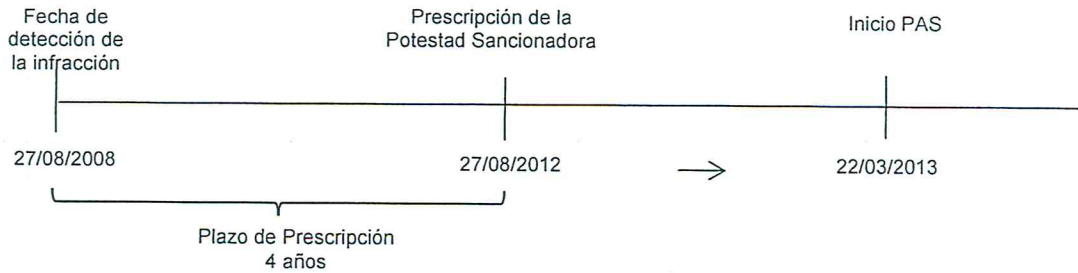 Fecha de
detección de
la infracción
Prescripción de la
Potestad Sancionadora
Inicio PAS
27/08/2008
27/08/2012
22/03/2013
Plazo de Prescripción
4 años